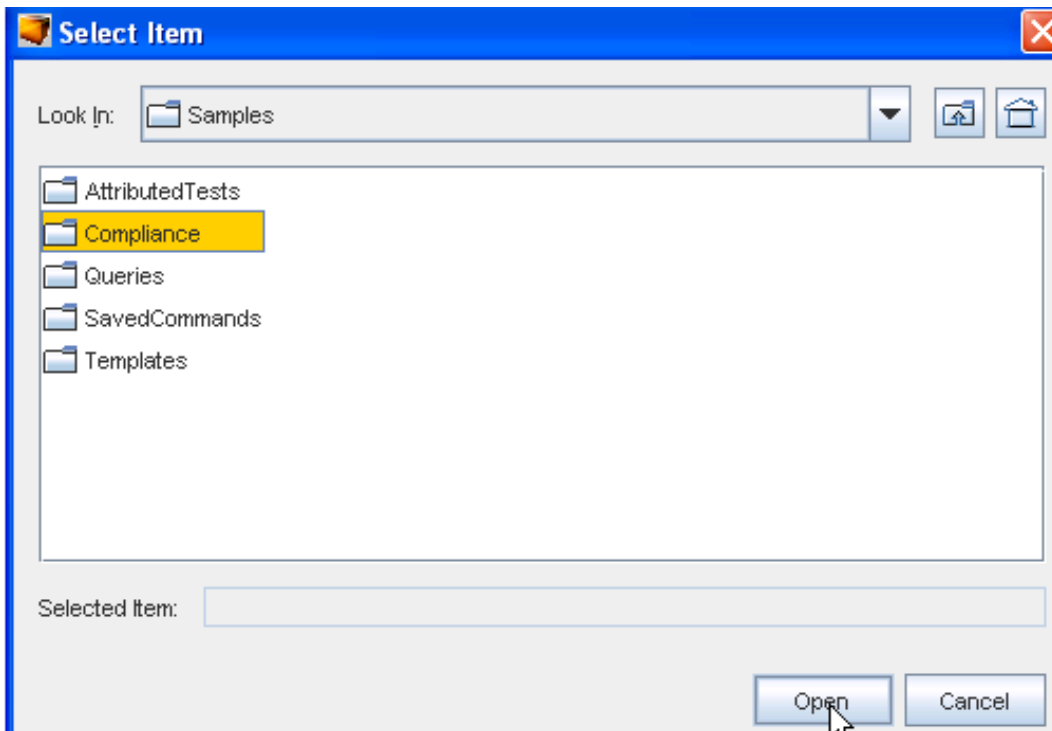 Select Item
Look In: Samples
AttributedTests
Compliance
Queries
SavedCommands
Templates
Selected Item:
Open Cancel